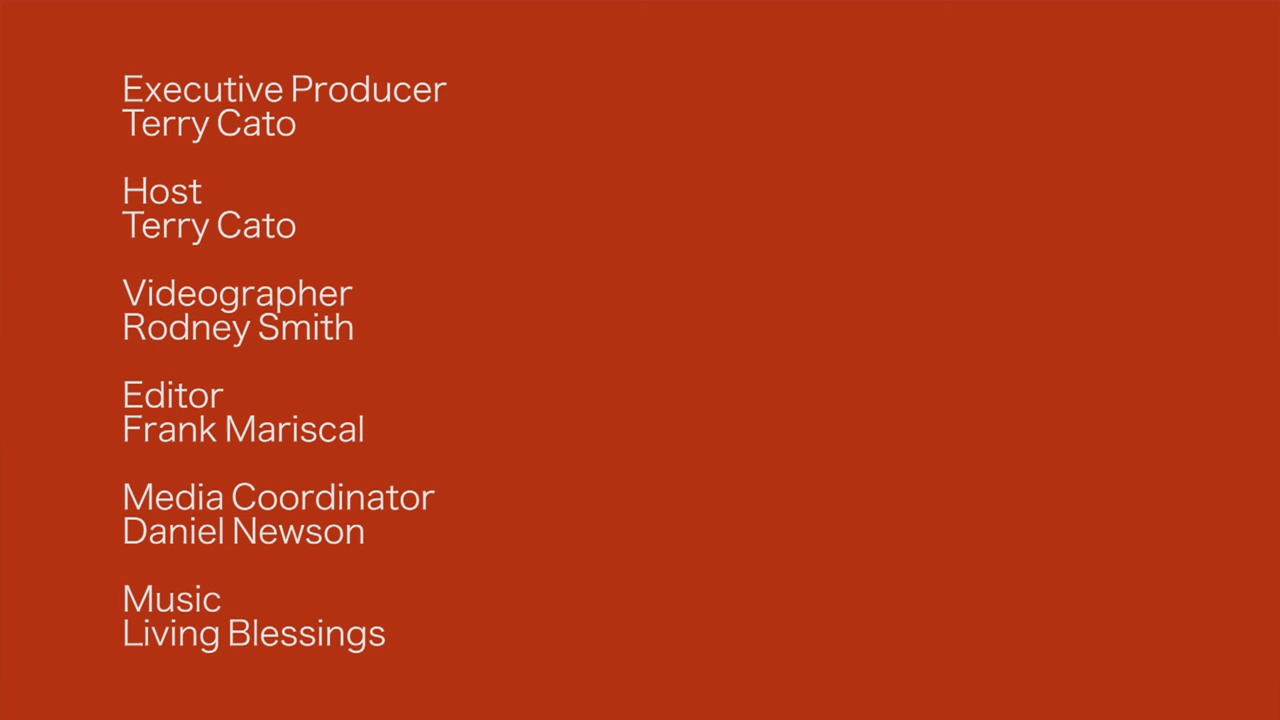 Executive Producer
Terry Cato
Host
Terry Cato
Videographer
Rodney Smith
Editor
Frank Mariscal
Media Coordinator
Daniel Newson
Music
Living Blessings